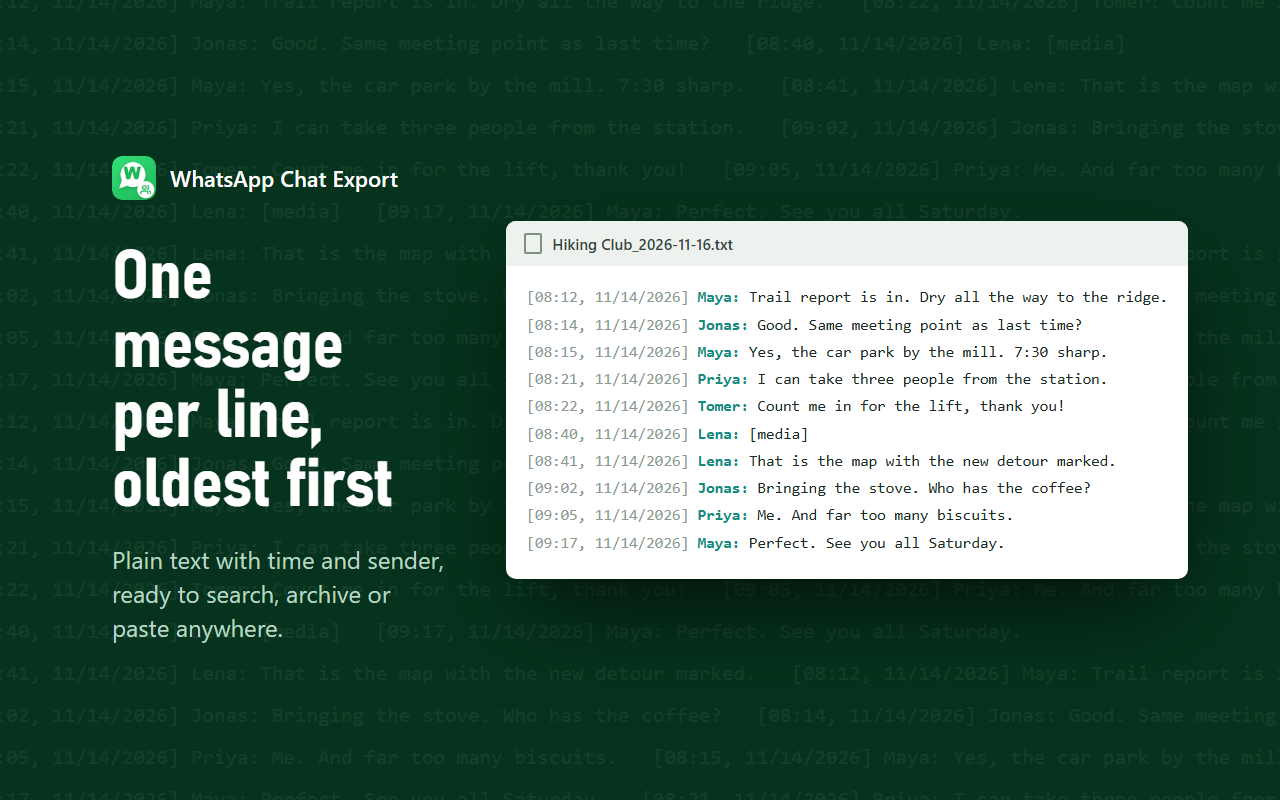 WhatsApp Chat Export
One
message
per line,
oldest first
Plain text with time and sender,
ready to search, archive or
paste anywhere.
Hiking Club_2026-11-16.txt
[08:12, 11/14/2026] Maya: Trail report is in. Dry all the way to the ridge.
[08:14, 11/14/2026] Jonas: Good. Same meeting point as last time?
[08:15, 11/14/2026] Maya: Yes, the car park by the mill. 7:30 sharp.
[08:21, 11/14/2026] Priya: I can take three people from the station.
[08:22, 11/14/2026] Tomer: Count me in for the lift, thank you!
[08:40, 11/14/2026] Lena: [media]
[08:41, 11/14/2026] Lena: That is the map with the new detour marked.
[09:02, 11/14/2026] Jonas: Bringing the stove. Who has the coffee?
[09:05, 11/14/2026] Priya: Me. And far too many biscuits.
[09:17, 11/14/2026] Maya: Perfect. See you all Saturday.